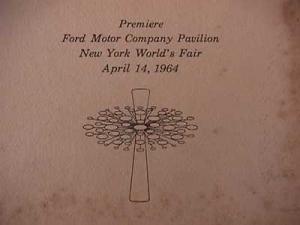 Premiere
Ford Motor Company Pavilion
New York World's Fair
April 14, 1964